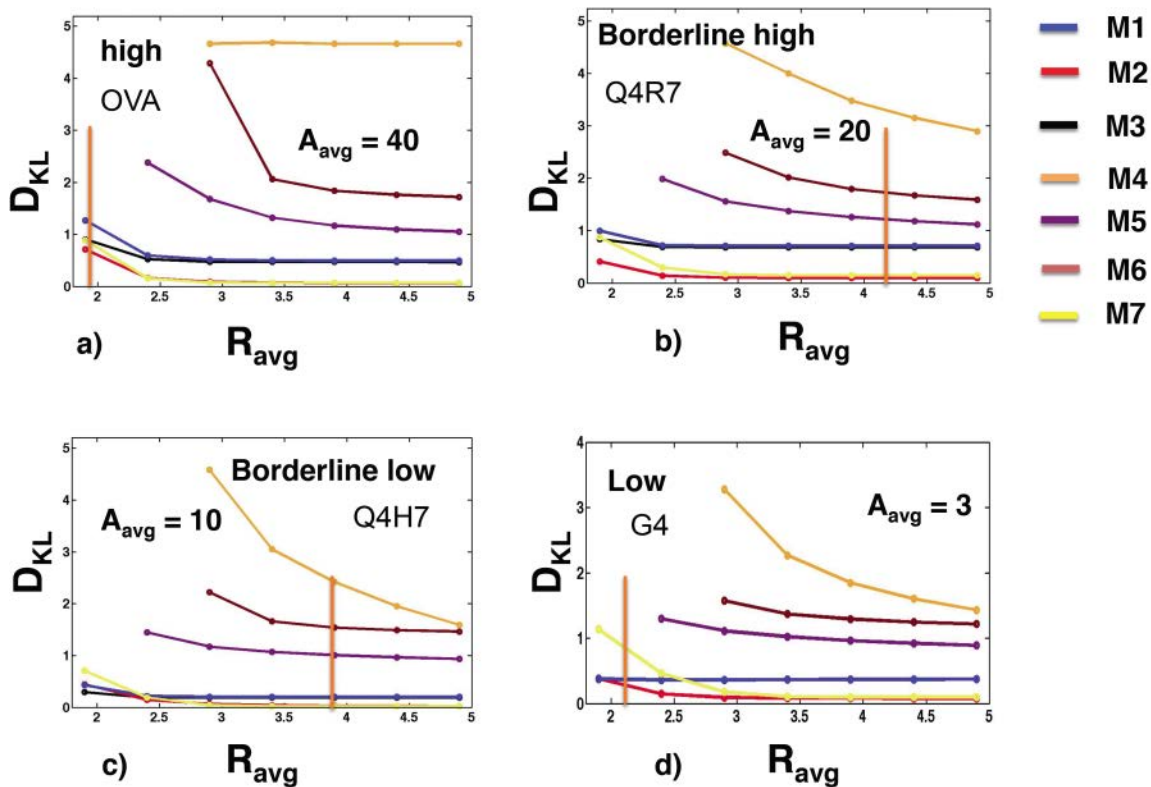 high
OVA
A_avg = 40
D_KL
5
4
3
2
1
0
2 2.5 3 3.5 4 4.5 5
a) R_avg
Borderline high
Q4R7
A_avg = 20
D_KL
5
4
3
2
1
0
2 2.5 3 3.5 4 4.5 5
b) R_avg
M1
M2
M3
M4
M5
M6
M7
Borderline low
Q4H7
A_avg = 10
D_KL
5
4
3
2
1
0
2 2.5 3 3.5 4 4.5 5
c) R_avg
Low
G4
A_avg = 3
D_KL
4
3
2
1
0
2 2.5 3 3.5 4 4.5 5
d) R_avg